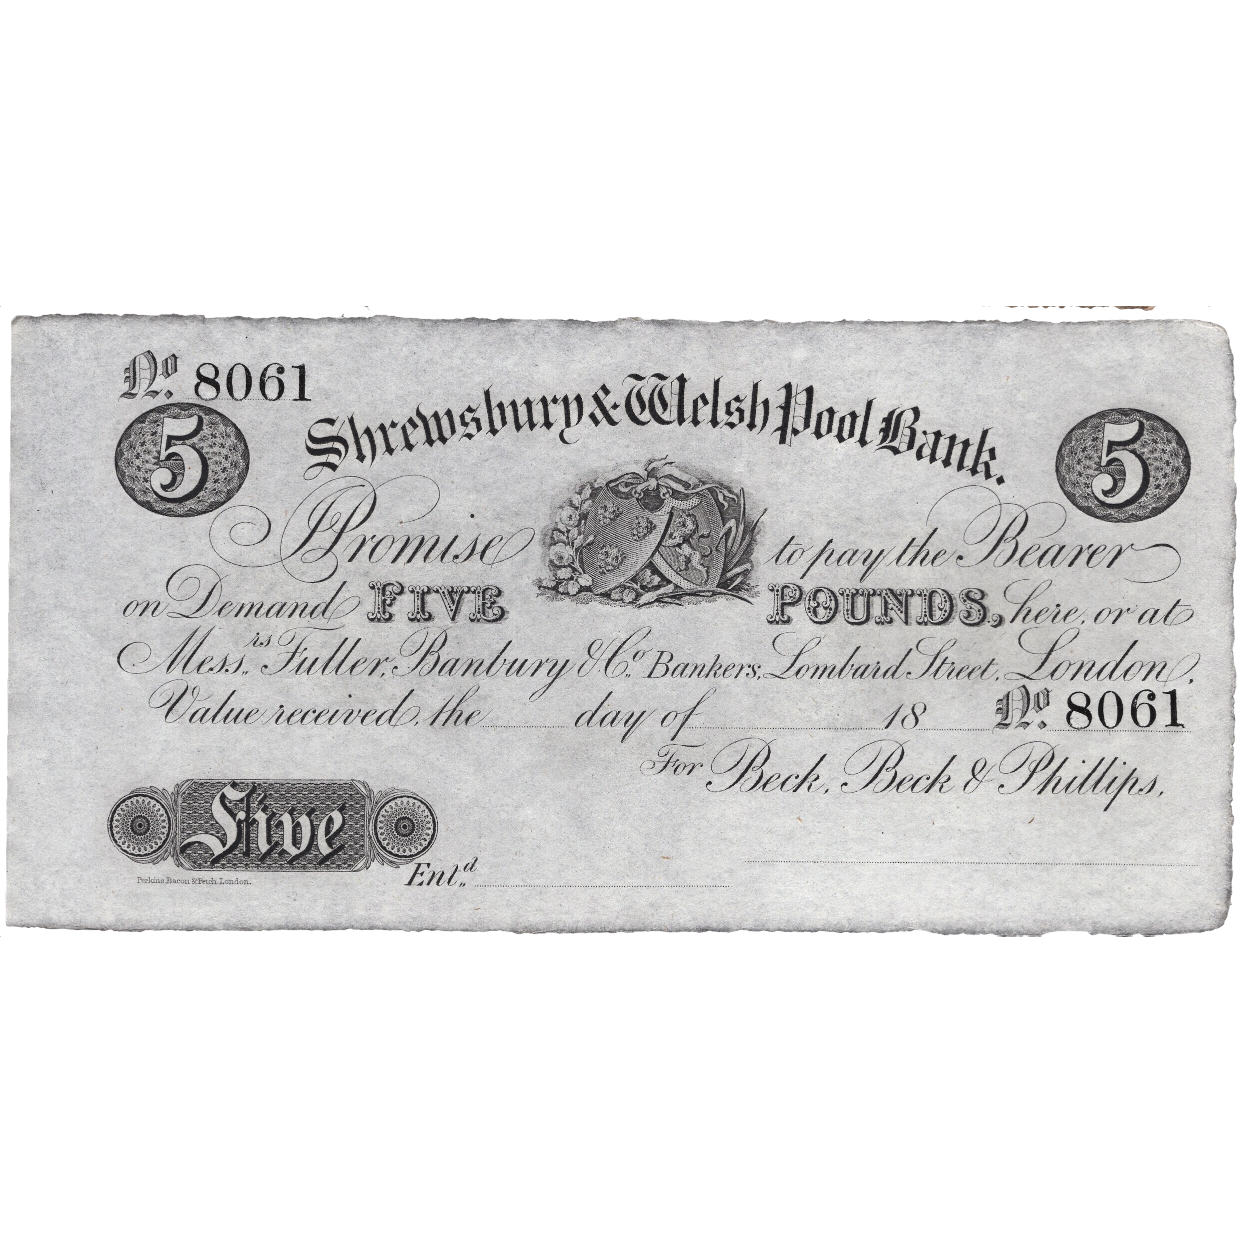 No. 8061
Shrewsbury & Welsh Pool Bank.
5 5
I Promise to pay the Bearer
on Demand FIVE POUNDS, here, or at
Messrs. Fuller, Banbury & Co. Bankers, Lombard Street, London,
Value received, the day of 18 No. 8061
For Beck, Beck & Phillips,
Five
Entd.
Perkins, Bacon & Petch, London.